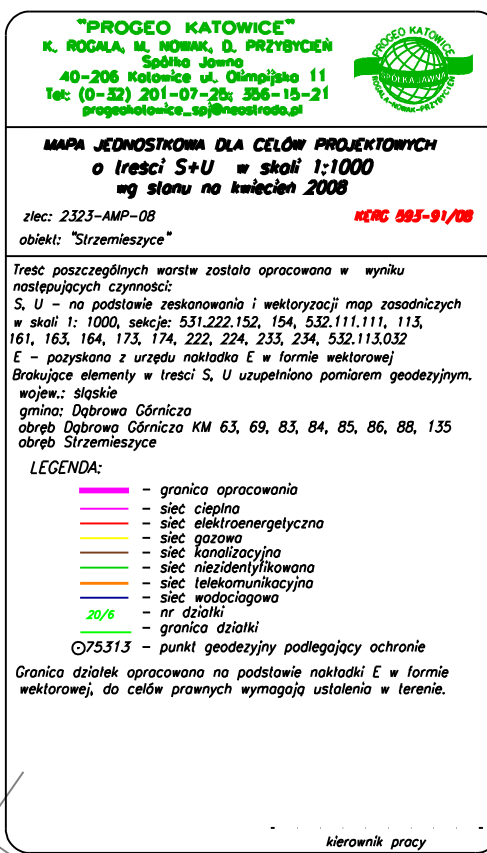 "PROGEO KATOWICE"
K. ROGALA, M. NOWAK, D. PRZYBYCIEŃ
Spółka Jawna
40-206 Katowice ul. Olimpijska 11
Tel: (0-32) 201-07-26; 356-15-21
progeokatowice_spj@neostrada.pl
PROGEO KATOWICE
SPÓŁKA JAWNA
ROGALA-NOWAK-PRZYBYCIEŃ
MAPA JEDNOSTKOWA DLA CELÓW PROJEKTOWYCH
o treści S+U w skali 1:1000
wg stanu na kwiecień 2008
zlec: 2323-AMP-08
KERG 593-91/08
obiekt: "Strzemieszyce"
Treść poszczególnych warstw została opracowana w wyniku
następujących czynności:
S, U - na podstawie zeskanowania i wektoryzacji map zasadniczych
w skali 1: 1000, sekcje: 531.222.152, 154, 532.111.111, 113,
161, 163, 164, 173, 174, 222, 224, 233, 234, 532.113.032
E - pozyskana z urzędu nakładka E w formie wektorowej
Brakujące elementy w treści S, U uzupełniono pomiarem geodezyjnym.
wojew.: śląskie
gmina: Dąbrowa Górnicza
obręb Dąbrowa Górnicza KM 63, 69, 83, 84, 85, 86, 88, 135
obręb Strzemieszyce
LEGENDA:
- granica opracowania
- sieć cieplna
- sieć elektroenergetyczna
- sieć gazowa
- sieć kanalizacyjna
- sieć niezidentyfikowana
- sieć telekomunikacyjna
- sieć wodociągowa
20/6 - nr działki
- granica działki
75313 - punkt geodezyjny podlegający ochronie
Granica działek opracowana na podstawie nakładki E w formie
wektorowej, do celów prawnych wymagają ustalenia w terenie.
kierownik pracy